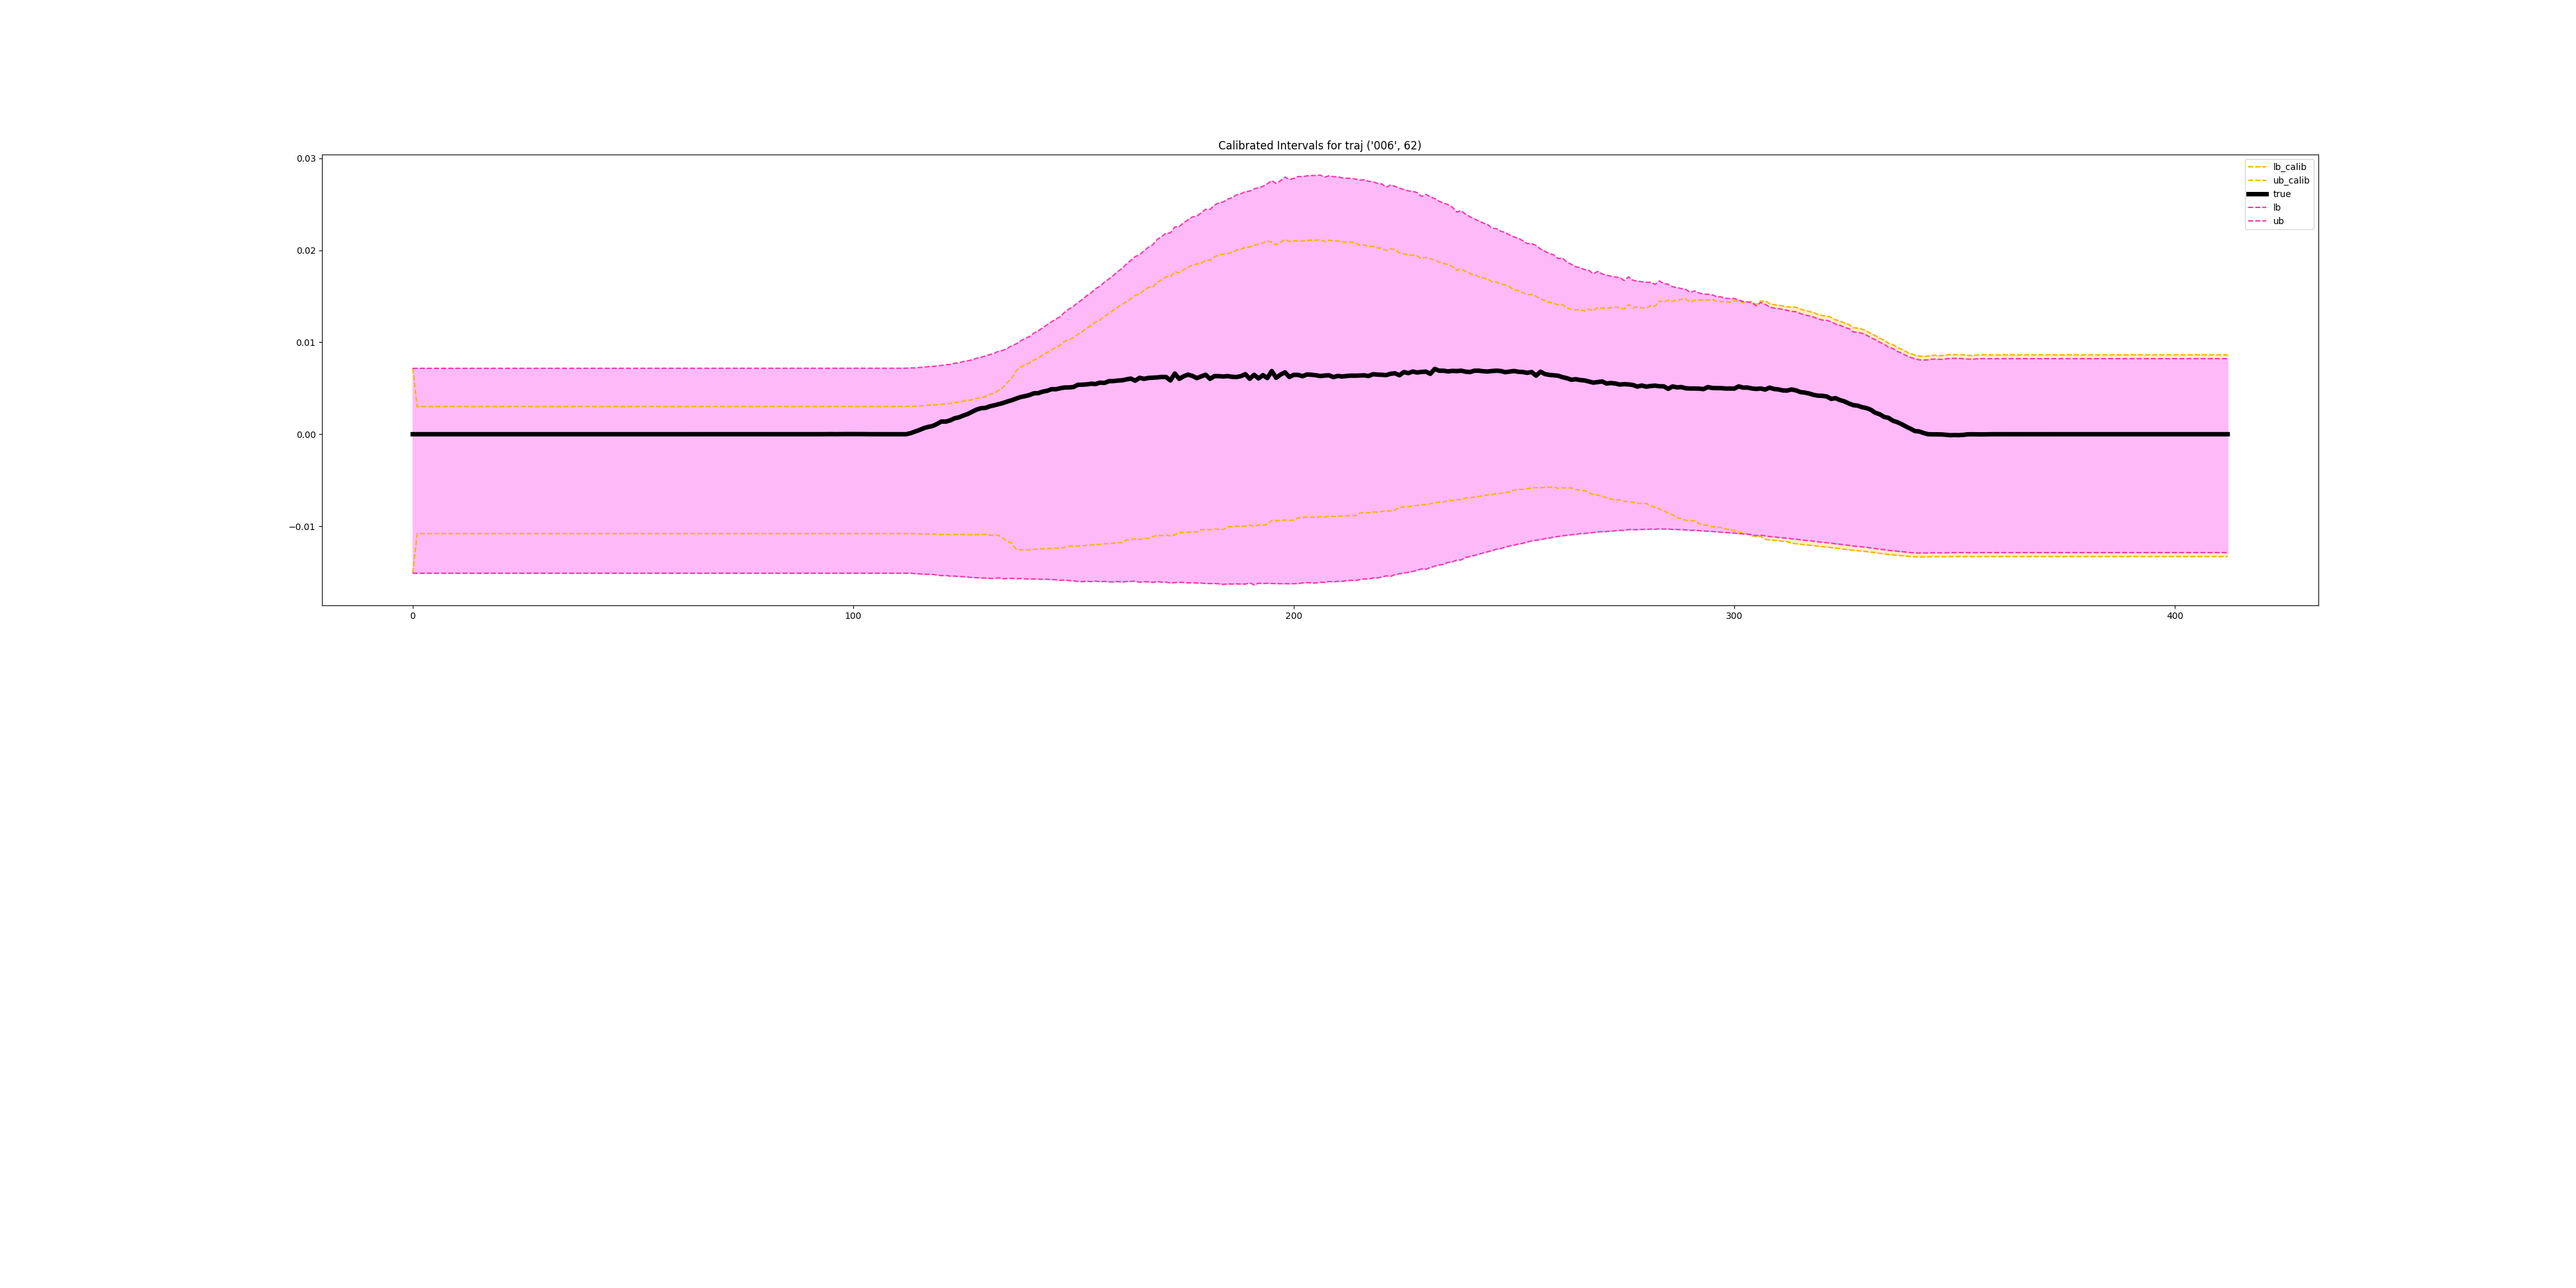 Calibrated Intervals for traj ('006', 62)
0.03
0.02
0.01
0.00
−0.01
0
100
200
300
400
lb_calib
ub_calib
true
lb
ub